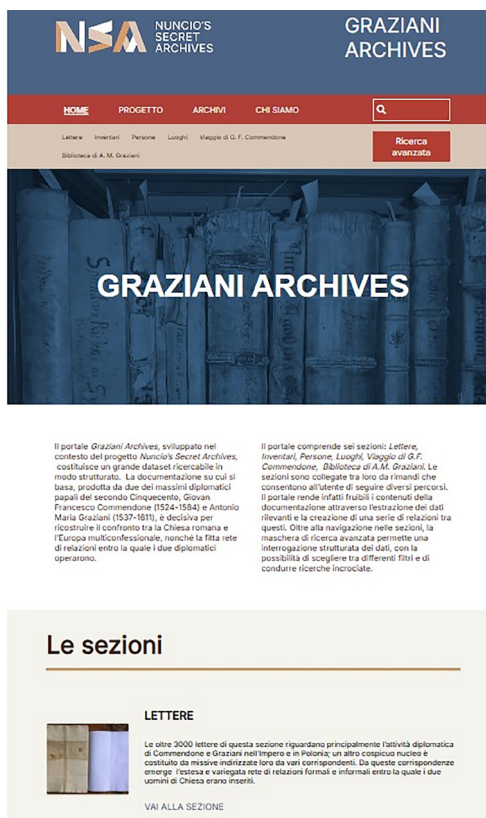 NSA
NUNCIO'S
SECRET
ARCHIVES
GRAZIANI
ARCHIVES
HOME PROGETTO ARCHIVI CHI SIAMO
Lettere Inventari Persone Luoghi Viaggio di G. F. Commendone
Biblioteca di A. M. Graziani
Ricerca
avanzata
GRAZIANI ARCHIVES
Il portale Graziani Archives, sviluppato nel
contesto del progetto Nuncio's Secret Archives,
costituisce un grande dataset ricercabile in
modo strutturato. La documentazione su cui si
basa, prodotta da due dei massimi diplomatici
papali del secondo Cinquecento, Giovan
Francesco Commendone (1524-1584) e Antonio
Maria Graziani (1537-1611), è decisiva per
ricostruire il confronto tra la Chiesa romana e
l'Europa multiconfessionale, nonché la fitta rete
di relazioni entro la quale i due diplomatici
operarono.
Il portale comprende sei sezioni: Lettere,
Inventari, Persone, Luoghi, Viaggio di G.F.
Commendone, Biblioteca di A.M. Graziani. Le
sezioni sono collegate tra loro da rimandi che
consentono all'utente di seguire diversi percorsi.
Il portale rende infatti fruibili i contenuti della
documentazione attraverso l'estrazione dei dati
rilevanti e la creazione di una serie di relazioni tra
questi. Oltre alla navigazione nelle sezioni, la
maschera di ricerca avanzata permette una
interrogazione strutturata dei dati, con la
possibilità di scegliere tra differenti filtri e di
condurre ricerche incrociate.
Le sezioni
LETTERE
Le oltre 3000 lettere di questa sezione riguardano principalmente l'attività diplomatica
di Commendone e Graziani nell'Impero e in Polonia; un altro cospicuo nucleo è
costituito da missive indirizzate loro da vari corrispondenti. Da queste corrispondenze
emerge l'estesa e variegata rete di relazioni formali e informali entro la quale i due
uomini di Chiesa erano inseriti.
VAI ALLA SEZIONE